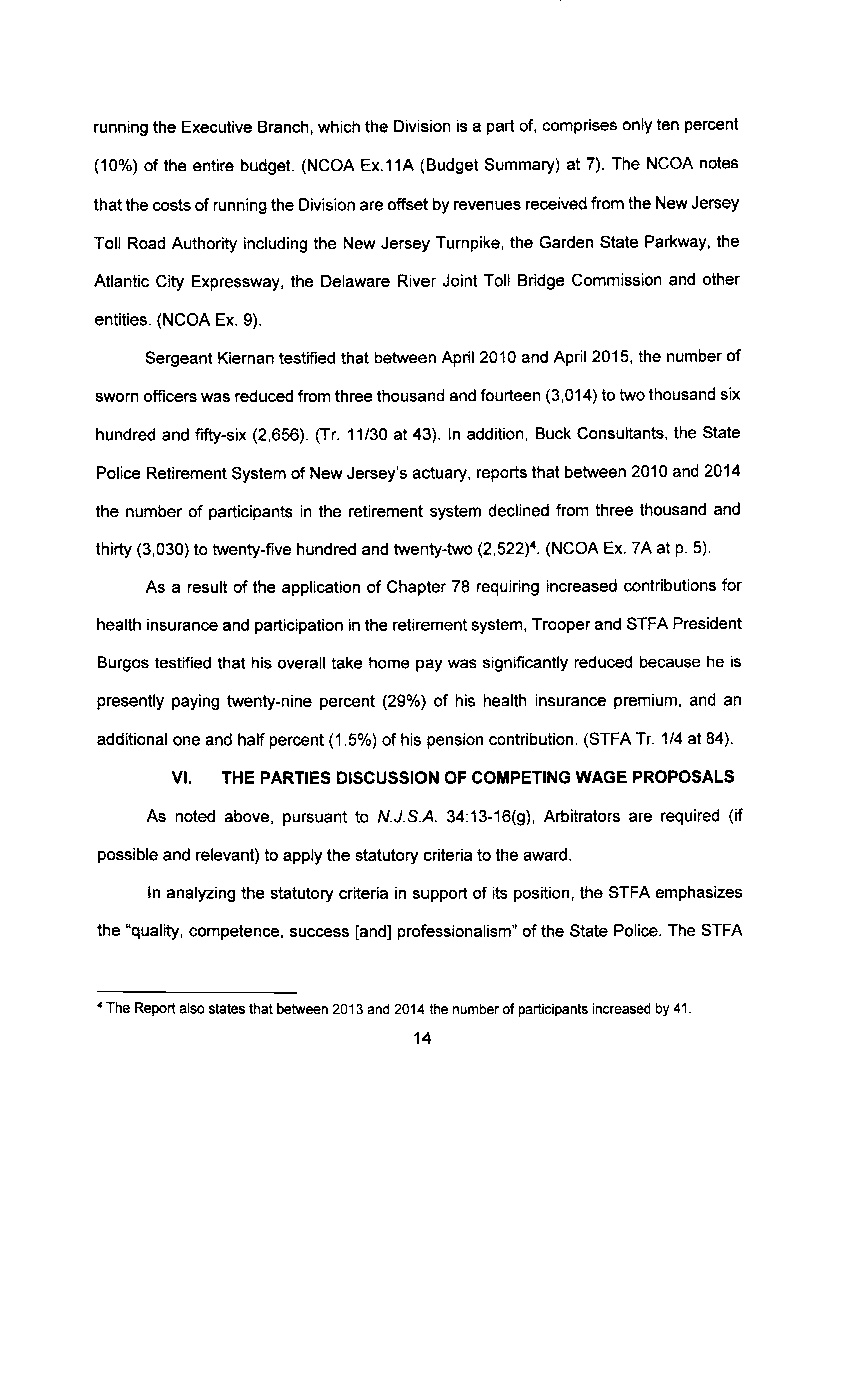 running the Executive Branch, which the Division is a part of, comprises only ten percent
(10%) of the entire budget. (NCOA Ex.11A (Budget Summary) at 7). The NCOA notes
that the costs of running the Division are offset by revenues received from the New Jersey
Toll Road Authority including the New Jersey Turnpike, the Garden State Parkway, the
Atlantic City Expressway, the Delaware River Joint Toll Bridge Commission and other
entities. (NCOA Ex. 9).
Sergeant Kiernan testified that between April 2010 and April 2015, the number of
sworn officers was reduced from three thousand and fourteen (3,014) to two thousand six
hundred and fifty-six (2,656). (Tr. 11/30 at 43). In addition, Buck Consultants, the State
Police Retirement System of New Jersey's actuary, reports that between 2010 and 2014
the number of participants in the retirement system declined from three thousand and
thirty (3,030) to twenty-five hundred and twenty-two (2,522)⁴. (NCOA Ex. 7A at p. 5).
As a result of the application of Chapter 78 requiring increased contributions for
health insurance and participation in the retirement system, Trooper and STFA President
Burgos testified that his overall take home pay was significantly reduced because he is
presently paying twenty-nine percent (29%) of his health insurance premium, and an
additional one and half percent (1.5%) of his pension contribution. (STFA Tr. 1/4 at 84).
VI. THE PARTIES DISCUSSION OF COMPETING WAGE PROPOSALS
As noted above, pursuant to N.J.S.A. 34:13-16(g), Arbitrators are required (if
possible and relevant) to apply the statutory criteria to the award.
In analyzing the statutory criteria in support of its position, the STFA emphasizes
the "quality, competence, success [and] professionalism" of the State Police. The STFA
⁴ The Report also states that between 2013 and 2014 the number of participants increased by 41.
14